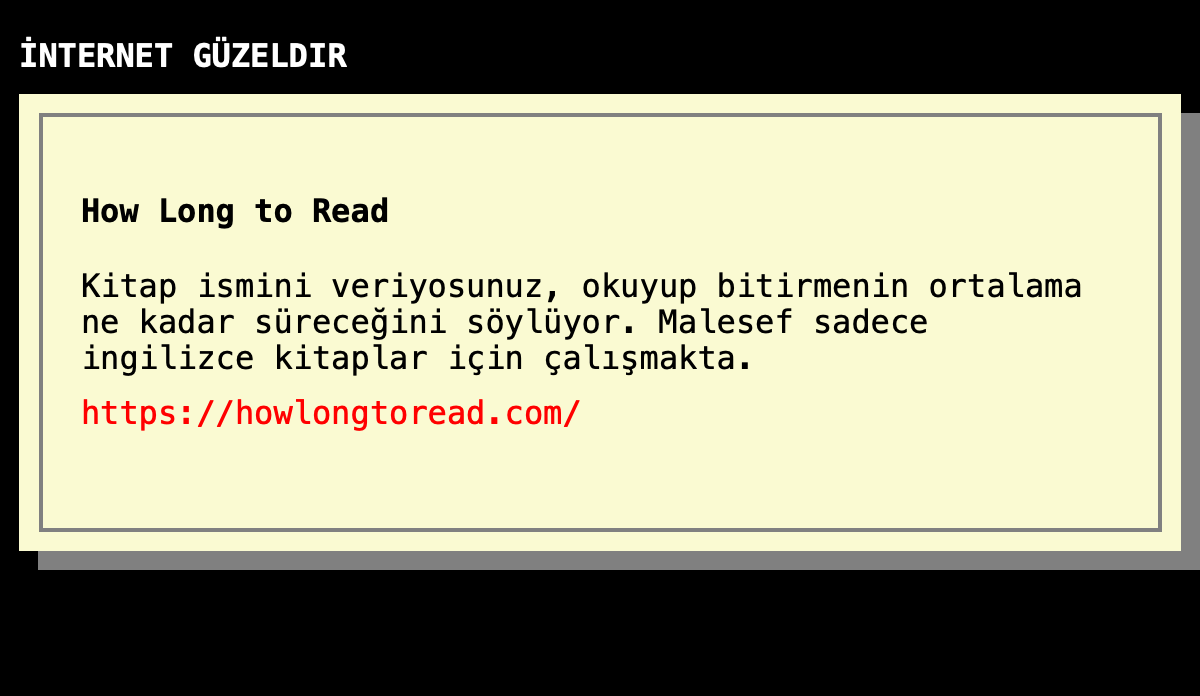 İNTERNET GÜZELDIR
How Long to Read
Kitap ismini veriyosunuz, okuyup bitirmenin ortalama
ne kadar süreceğini söylüyor. Malesef sadece
ingilizce kitaplar için çalışmakta.
https://howlongtoread.com/